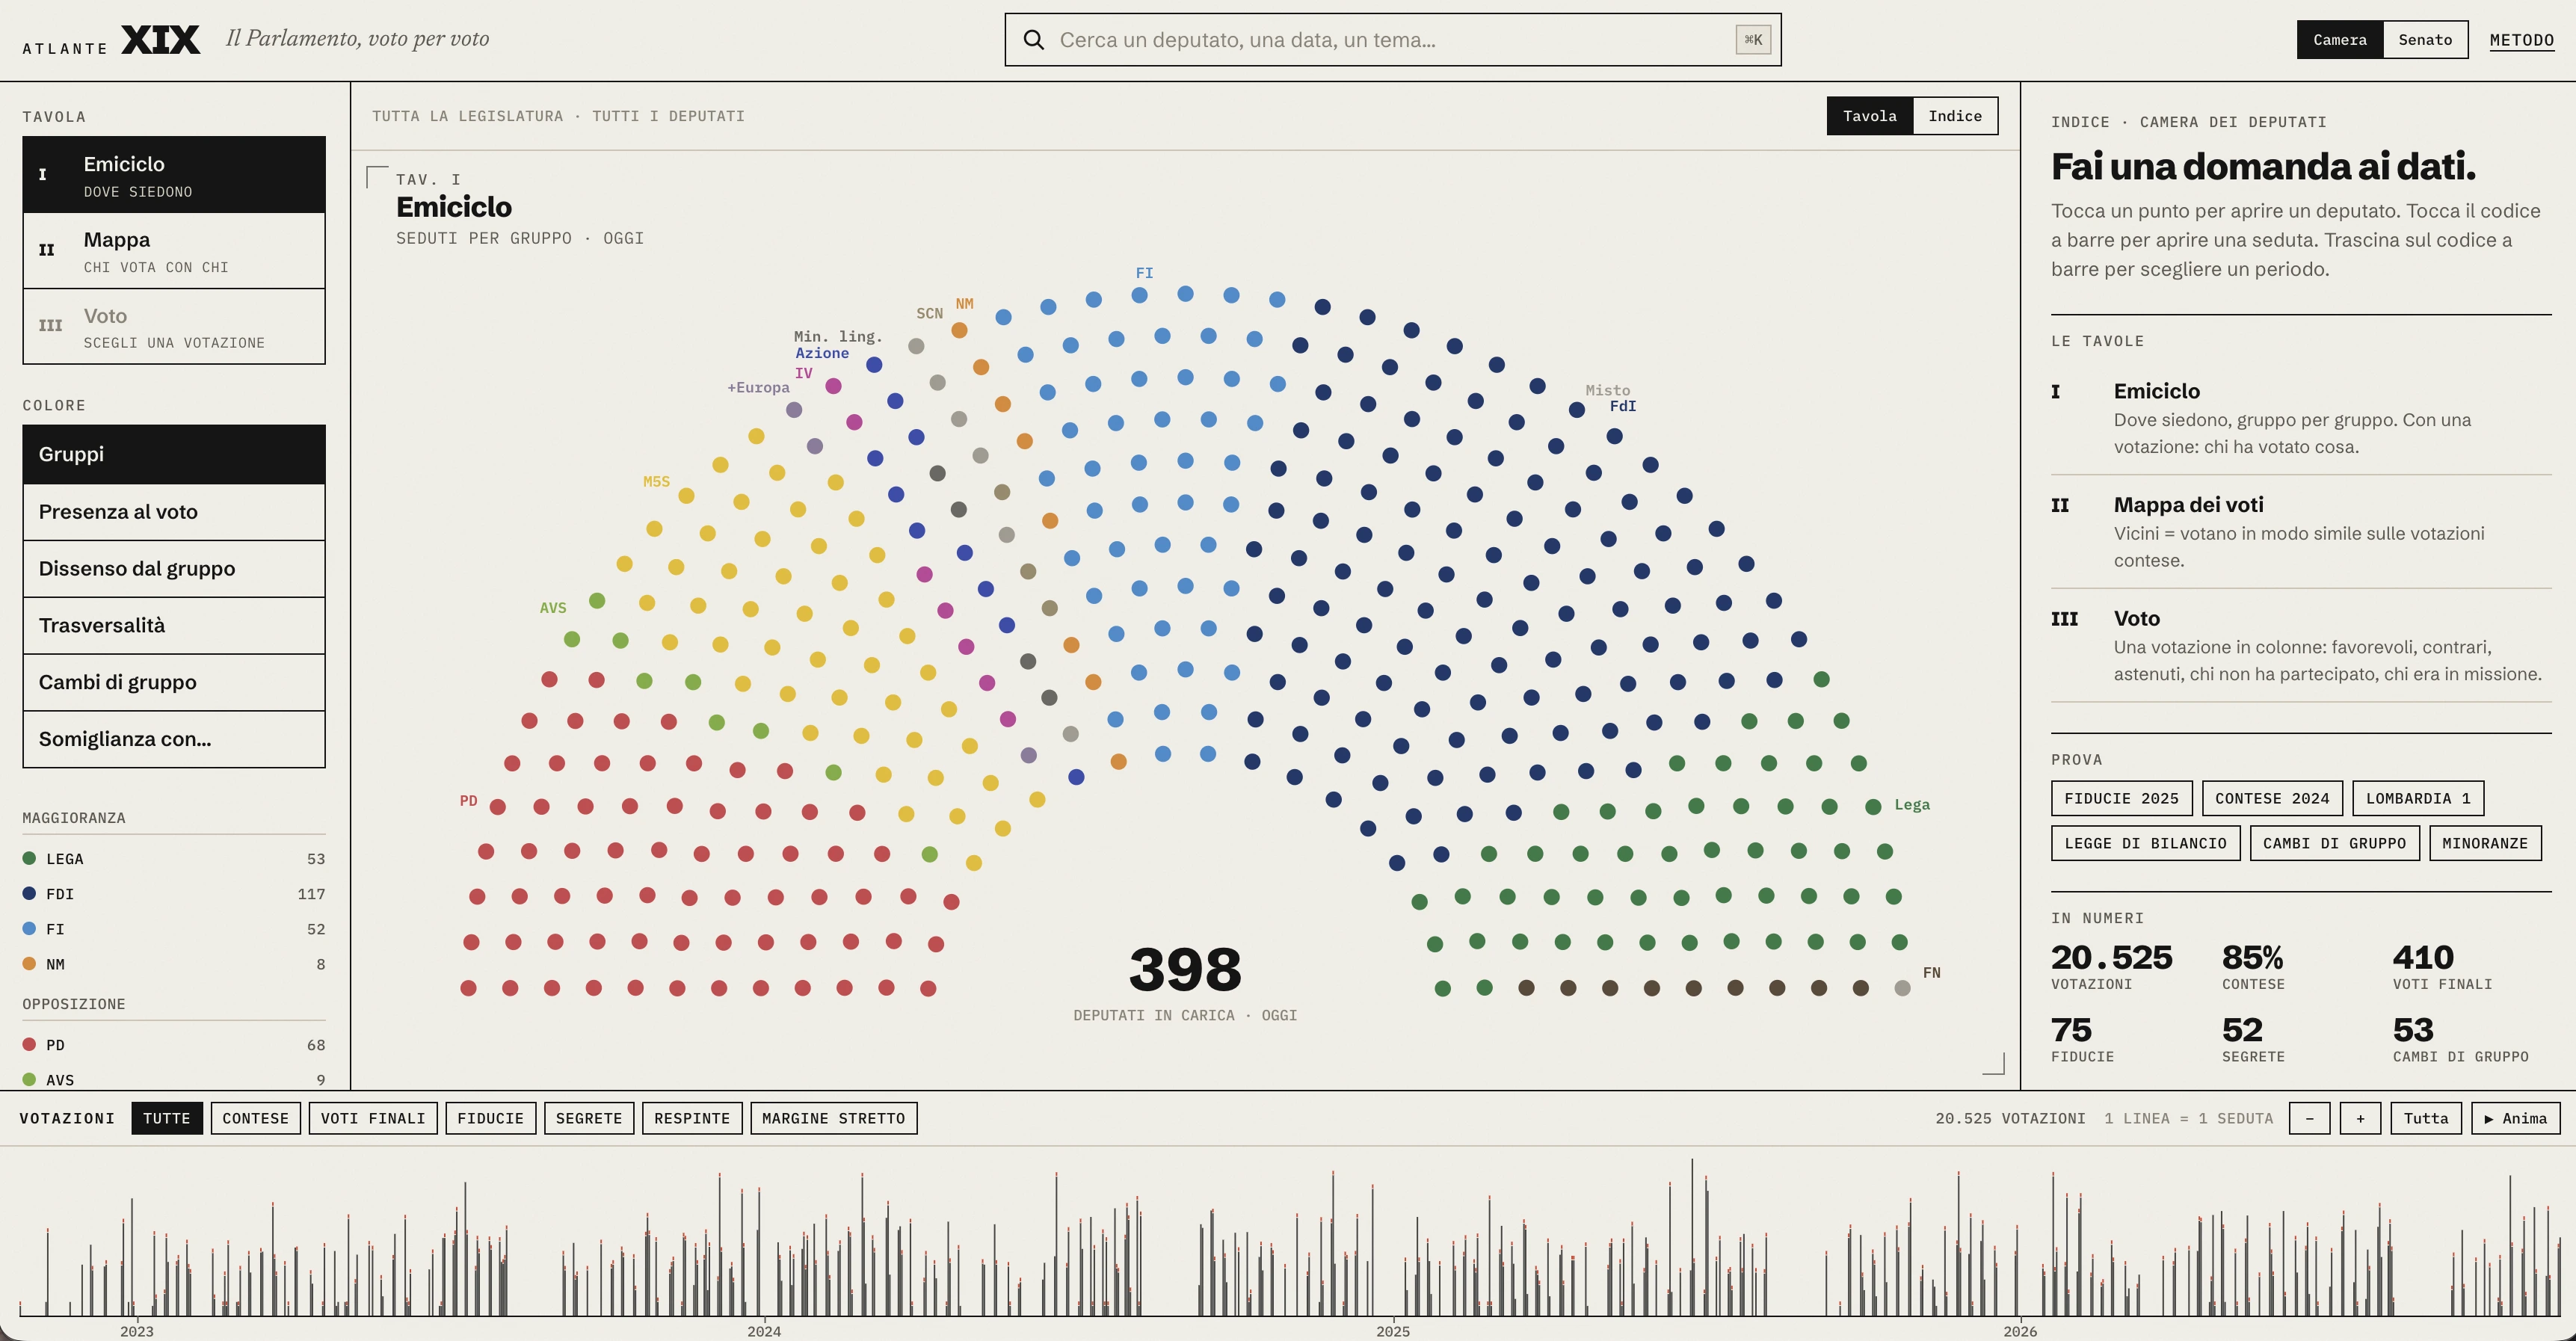 ATLANTE XIX Il Parlamento, voto per voto
Cerca un deputato, una data, un tema...
⌘K
Camera Senato METODO
TAVOLA
I Emiciclo
DOVE SIEDONO
II Mappa
CHI VOTA CON CHI
III Voto
SCEGLI UNA VOTAZIONE
COLORE
Gruppi
Presenza al voto
Dissenso dal gruppo
Trasversalità
Cambi di gruppo
Somiglianza con...
MAGGIORANZA
LEGA 53
FDI 117
FI 52
NM 8
OPPOSIZIONE
PD 68
AVS 9
TUTTA LA LEGISLATURA · TUTTI I DEPUTATI
Tavola Indice
TAV. I
Emiciclo
SEDUTI PER GRUPPO · OGGI
FI
NM
SCN
Min. ling.
Azione
IV
+Europa
Misto
FdI
M5S
AVS
PD
Lega
FN
398
DEPUTATI IN CARICA · OGGI
INDICE · CAMERA DEI DEPUTATI
Fai una domanda ai dati.
Tocca un punto per aprire un deputato. Tocca il codice
a barre per aprire una seduta. Trascina sul codice a
barre per scegliere un periodo.
LE TAVOLE
I Emiciclo
Dove siedono, gruppo per gruppo. Con una
votazione: chi ha votato cosa.
II Mappa dei voti
Vicini = votano in modo simile sulle votazioni
contese.
III Voto
Una votazione in colonne: favorevoli, contrari,
astenuti, chi non ha partecipato, chi era in missione.
PROVA
FIDUCIE 2025 CONTESE 2024 LOMBARDIA 1
LEGGE DI BILANCIO CAMBI DI GRUPPO MINORANZE
IN NUMERI
20.525 85% 410
VOTAZIONI CONTESE VOTI FINALI
75 52 53
FIDUCIE SEGRETE CAMBI DI GRUPPO
VOTAZIONI TUTTE CONTESE VOTI FINALI FIDUCIE SEGRETE RESPINTE MARGINE STRETTO
20.525 VOTAZIONI 1 LINEA = 1 SEDUTA − + Tutta ▶ Anima
2023 2024 2025 2026